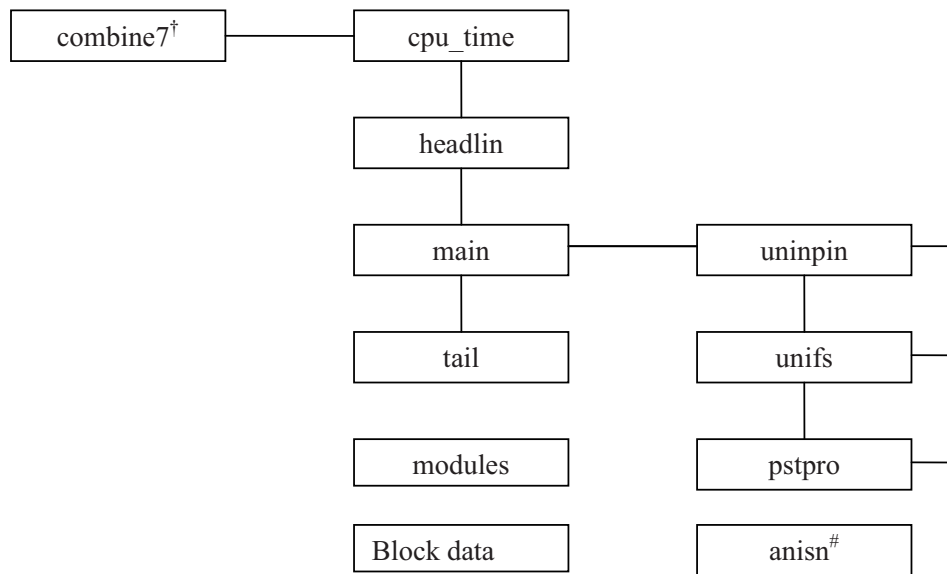 combine7†
cpu_time
headlin
main
uninpin
tail
unifs
modules
pstpro
Block data
anisn#